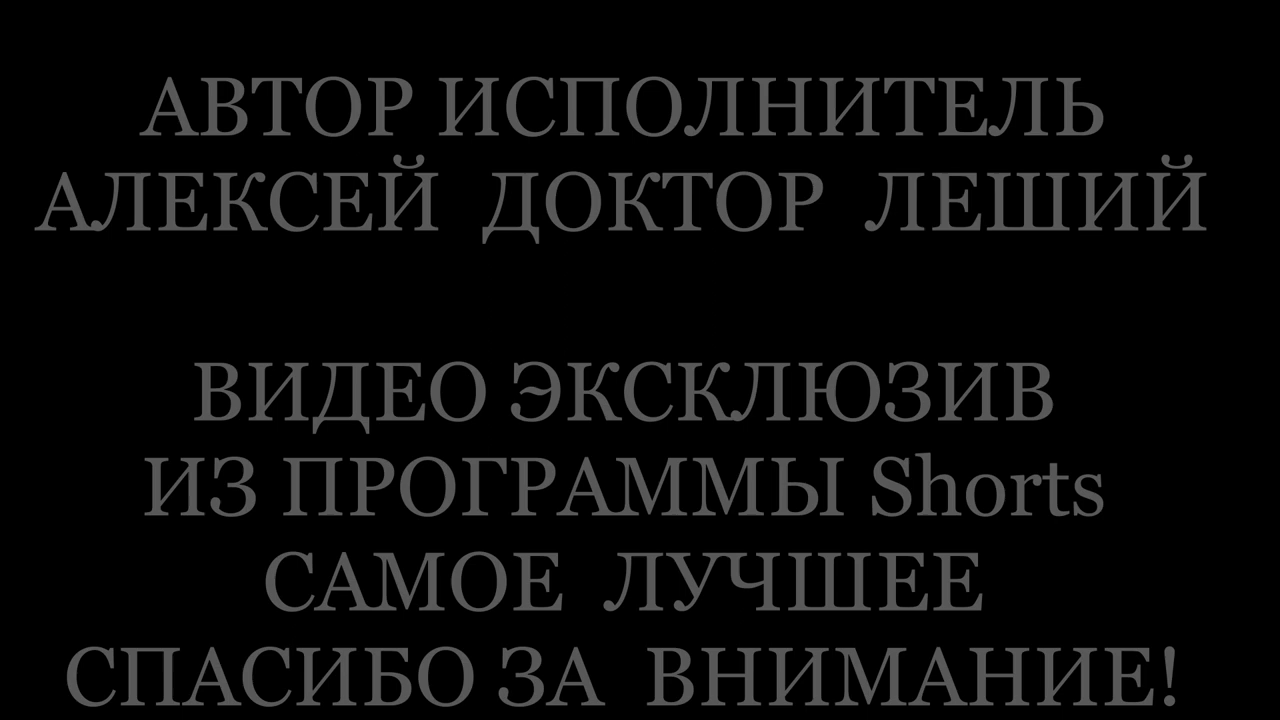 АВТОР ИСПОЛНИТЕЛЬ
АЛЕКСЕЙ ДОКТОР ЛЕШИЙ
ВИДЕО ЭКСКЛЮЗИВ
ИЗ ПРОГРАММЫ Shorts
САМОЕ ЛУЧШЕЕ
СПАСИБО ЗА ВНИМАНИЕ!